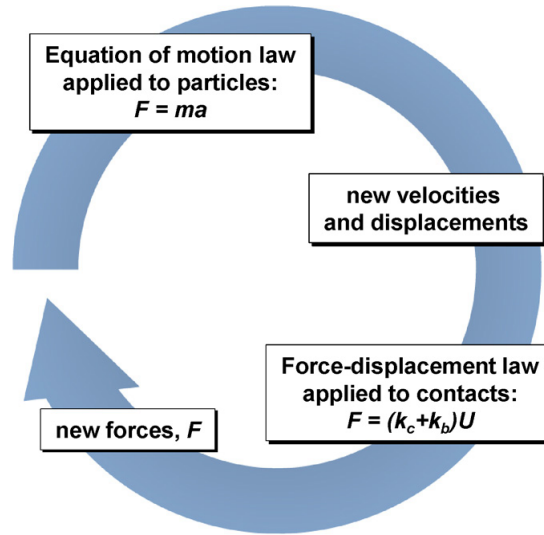 Equation of motion law
applied to particles:
F = ma
new velocities
and displacements
Force-displacement law
applied to contacts:
F = (kc+kb)U
new forces, F